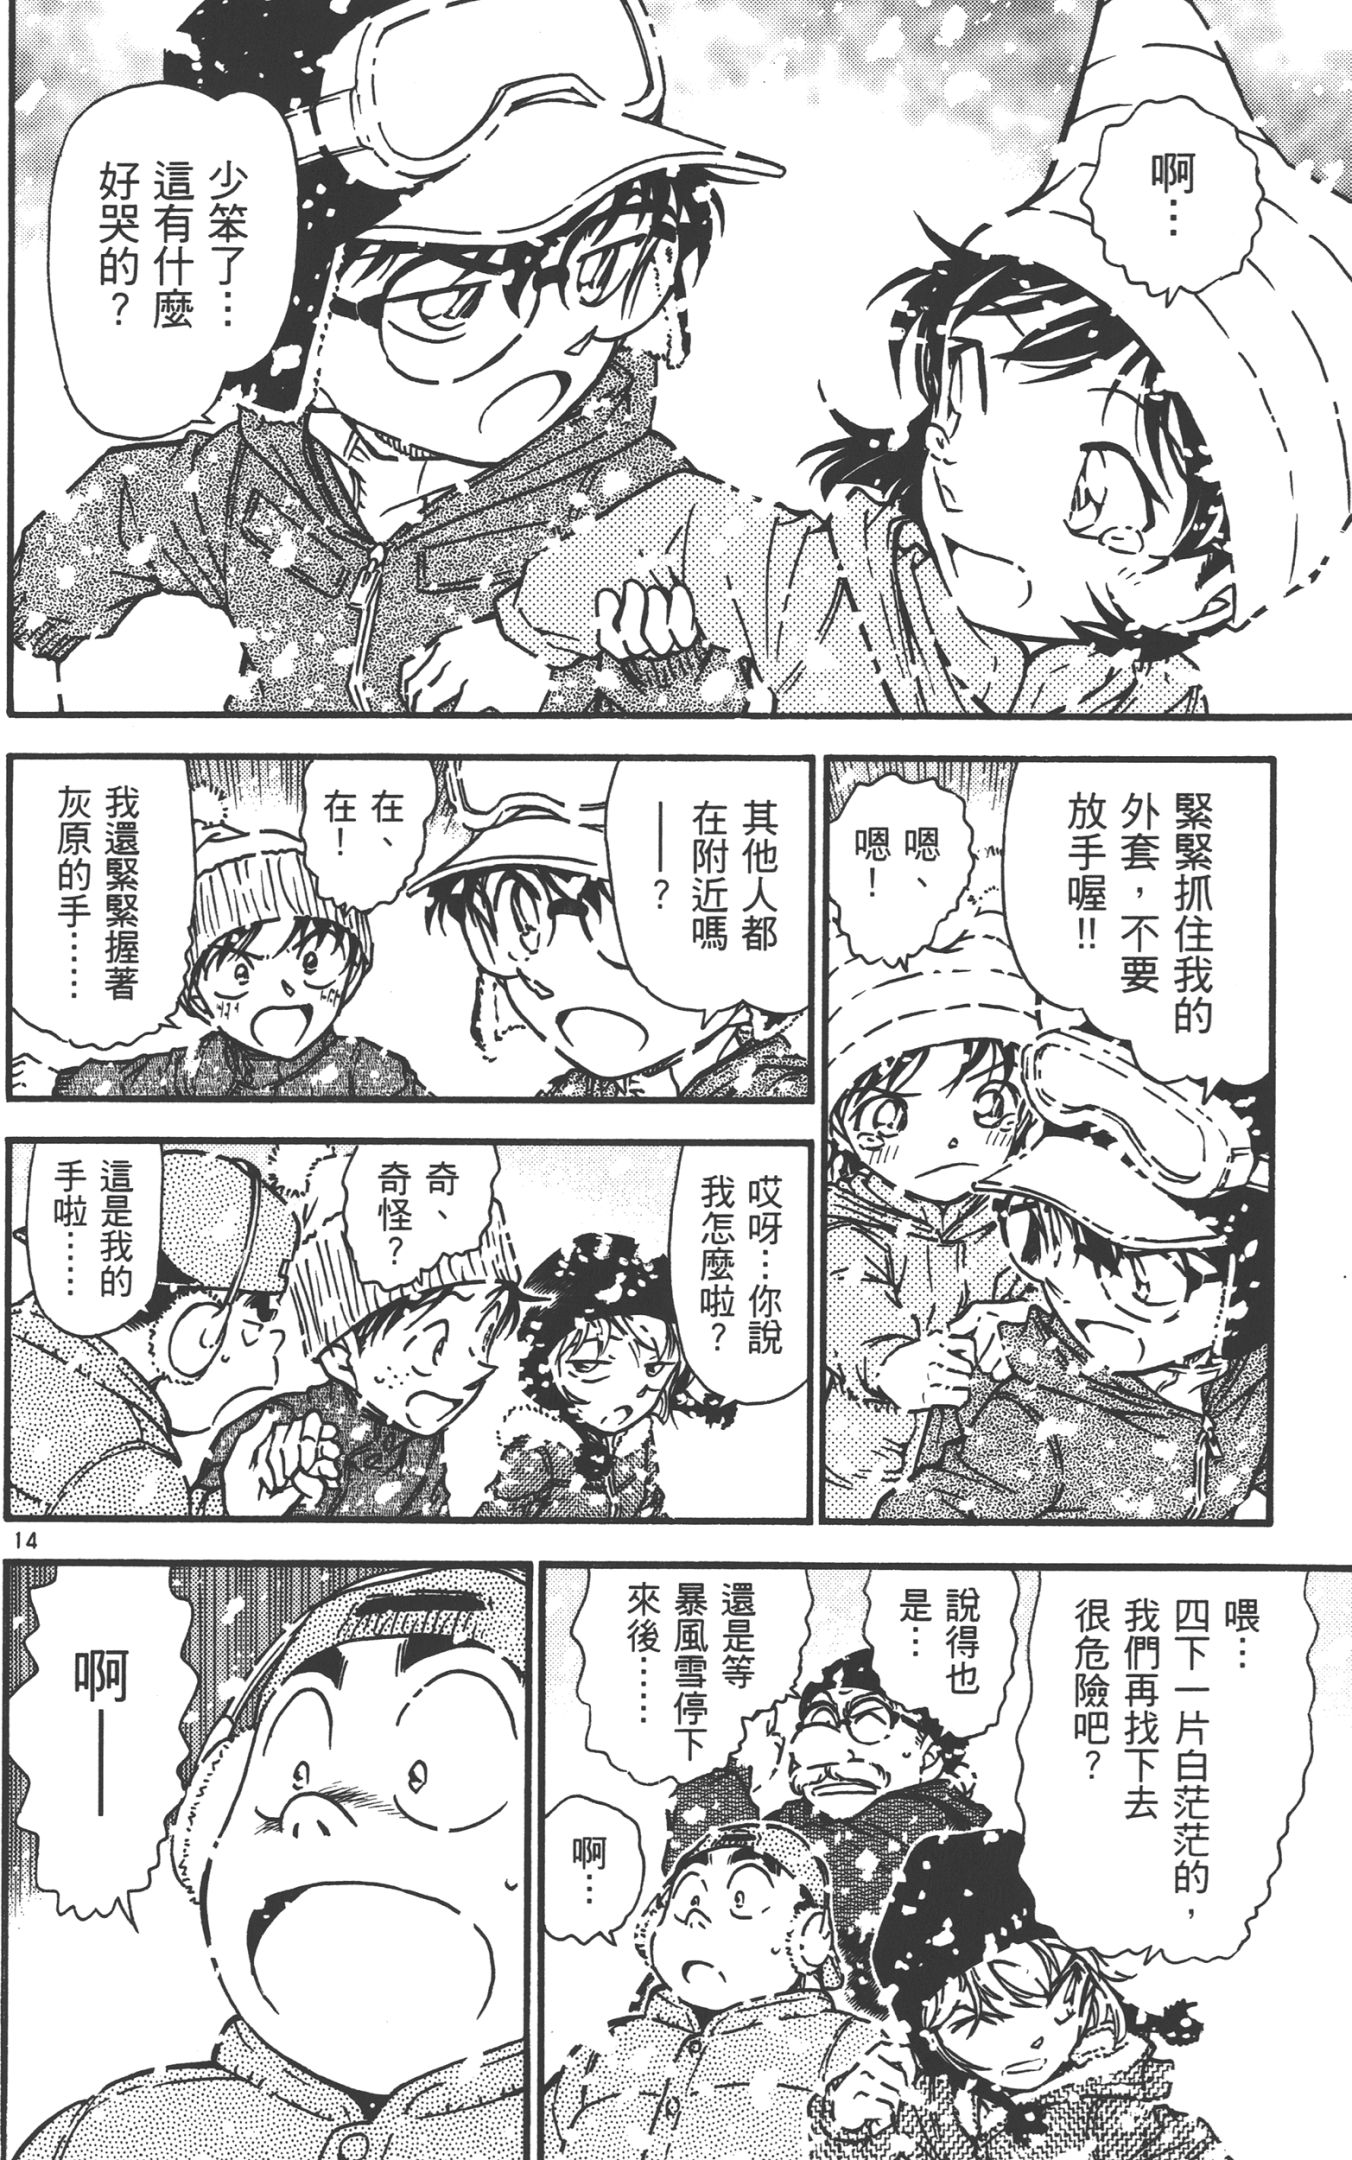 啊…
少笨了…
這有什麼
好哭的？
緊緊抓住我的
外套，不要
放手喔!!
嗯、
嗯！
其他人都
在附近嗎
——？
在、
在！
我還緊緊握著
灰原的手……
哎呀…你說
我怎麼啦？
奇、
奇怪？
這是我的
手啦……
14
喂…
四下一片白茫茫的，
我們再找下去
很危險吧？
說得也
是…
還是等
暴風雪停下
來後……
啊…
啊——